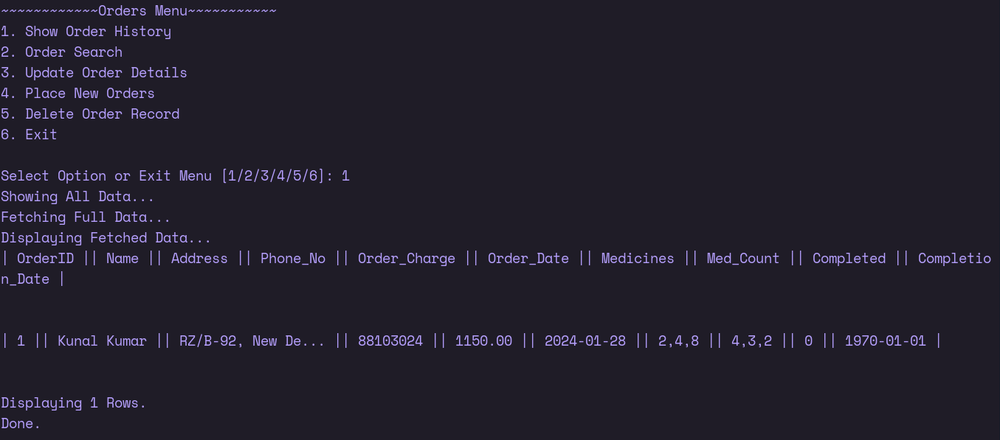 ~~~~~~~~~~~~Orders Menu~~~~~~~~~~~
1. Show Order History
2. Order Search
3. Update Order Details
4. Place New Orders
5. Delete Order Record
6. Exit
Select Option or Exit Menu [1/2/3/4/5/6]: 1
Showing All Data...
Fetching Full Data...
Displaying Fetched Data...
| OrderID || Name || Address || Phone_No || Order_Charge || Order_Date || Medicines || Med_Count || Completed || Completio
n_Date |
| 1 || Kunal Kumar || RZ/B-92, New De... || 88103024 || 1150.00 || 2024-01-28 || 2,4,8 || 4,3,2 || 0 || 1970-01-01 |
Displaying 1 Rows.
Done.